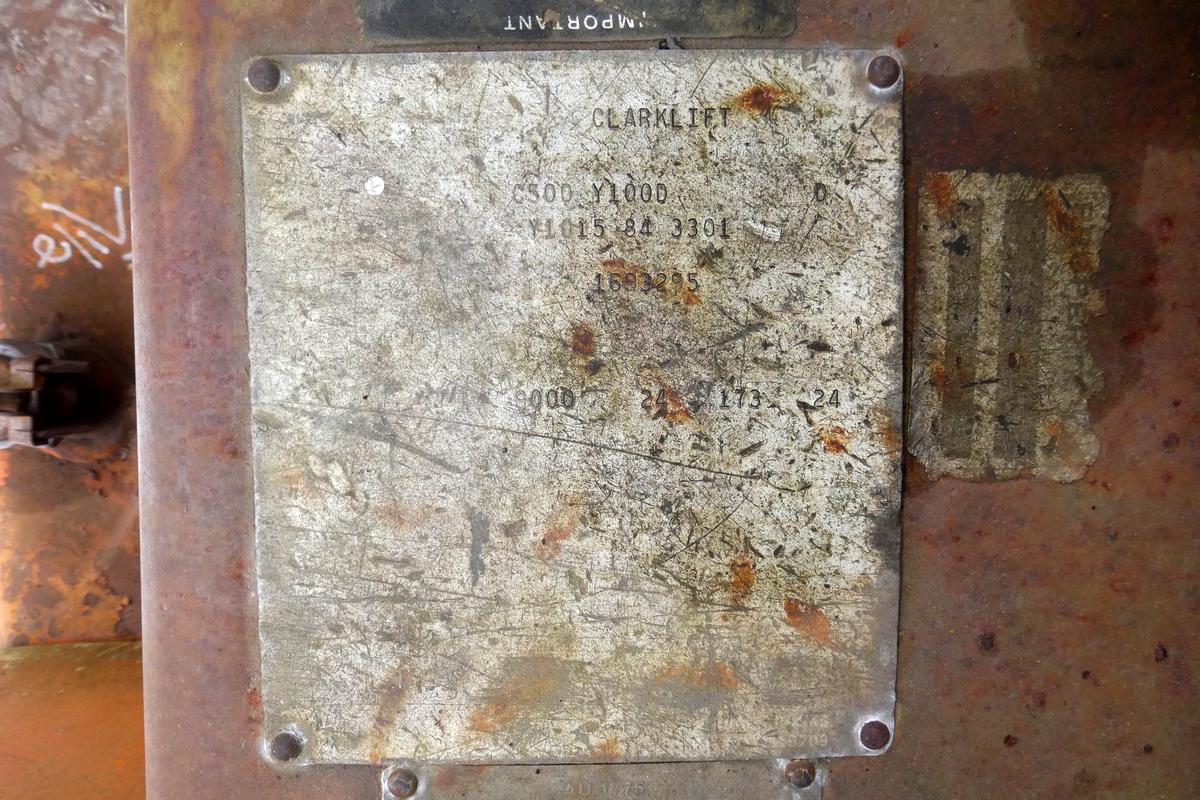 IMPORTANT
CLARKLIFT
C500 Y100D D
Y1015 84 3301
1693295
9000 24 173 24